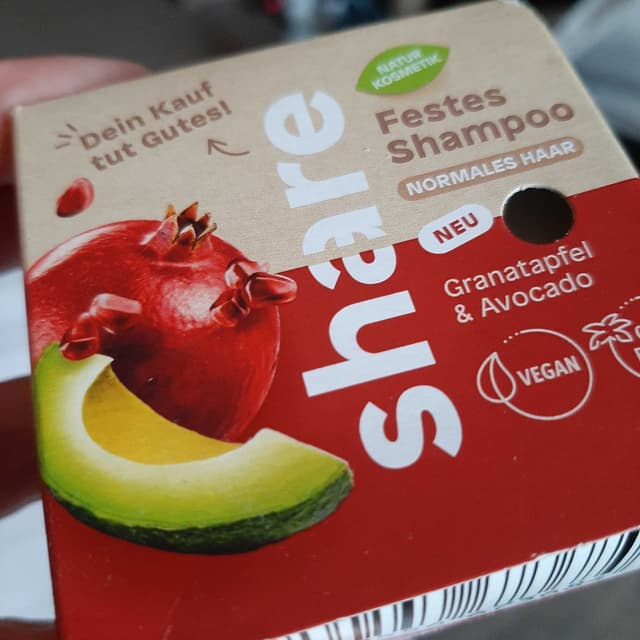 Dein Kauf
tut Gutes!
share
NATUR
KOSMETIK
Festes
Shampoo
NORMALES HAAR
NEU
Granatapfel
& Avocado
VEGAN